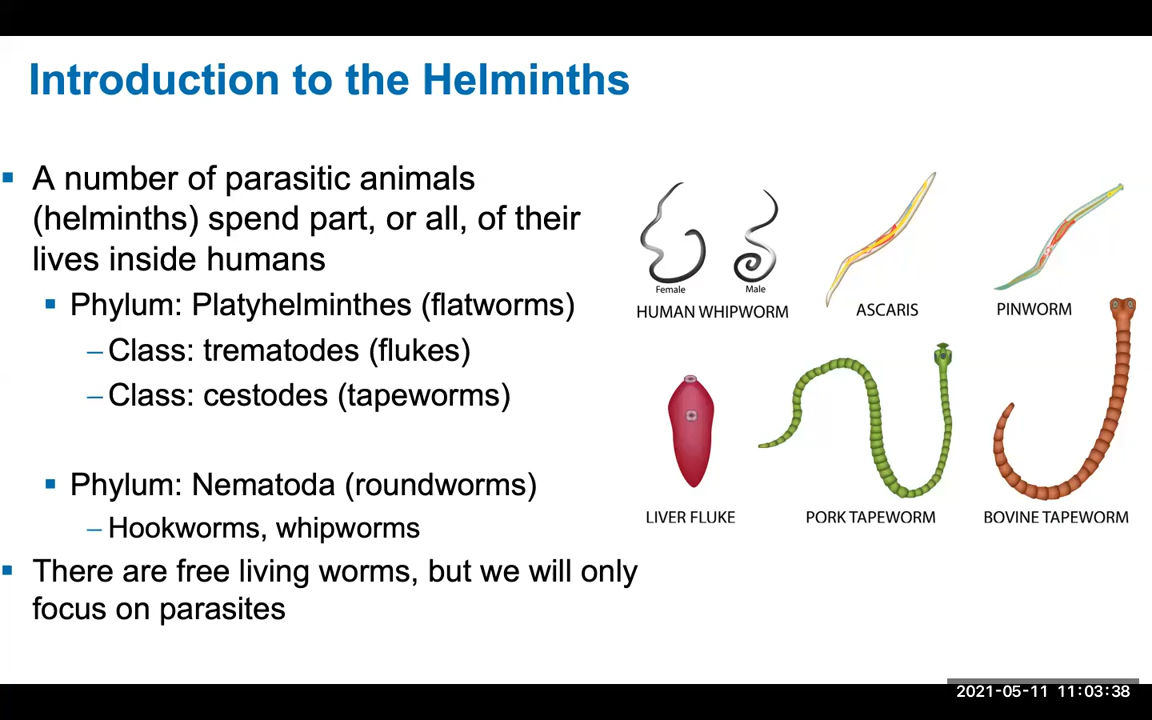 Introduction to the Helminths
▪ A number of parasitic animals
(helminths) spend part, or all, of their
lives inside humans
▪ Phylum: Platyhelminthes (flatworms)
– Class: trematodes (flukes)
– Class: cestodes (tapeworms)
▪ Phylum: Nematoda (roundworms)
– Hookworms, whipworms
▪ There are free living worms, but we will only
focus on parasites
Female
Male
HUMAN WHIPWORM
ASCARIS
PINWORM
LIVER FLUKE
PORK TAPEWORM
BOVINE TAPEWORM
2021-05-11 11:03:38